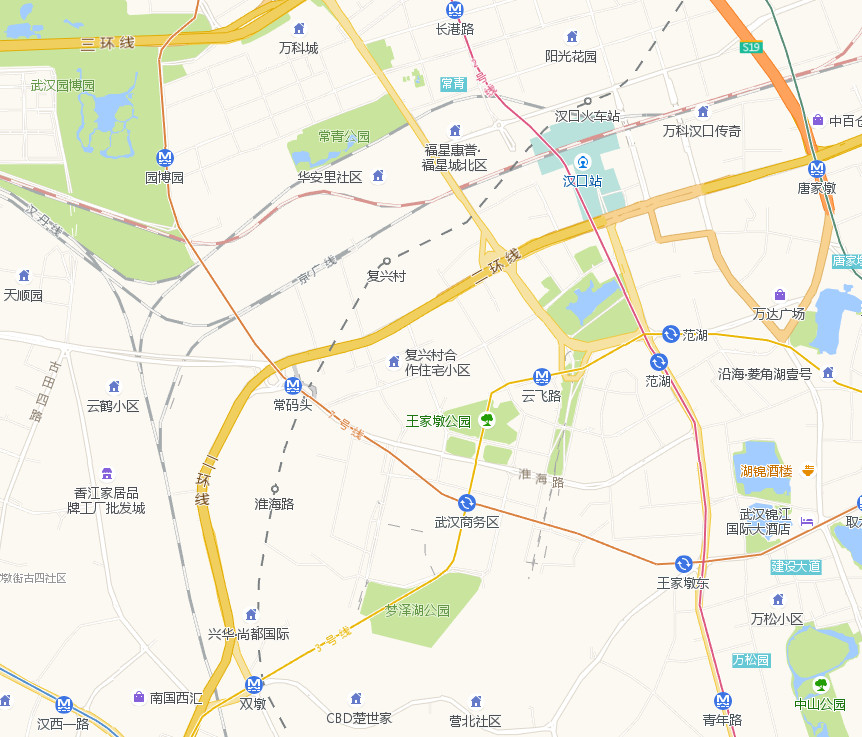 长港路
三环线
万科城
S19
阳光花园
武汉园博园
常青
2号线
汉口火车站
中百仓
万科汉口传奇
常青公园
福星惠誉·
福星城北区
园博园
华安里社区
汉口站
唐家墩
汉丹线
二环线
京广线
复兴村
天顺园
万达广场
范湖
复兴村合
作住宅小区
范湖
沿海·菱角湖壹号
古田四路
云鹤小区
常码头
云飞路
7号线
王家墩公园
二环线
淮海路
湖锦酒楼
香江家居品
牌工厂批发城
淮海路
武汉商务区
武汉锦江
国际大酒店
取水
建设大道
墩街古四社区
王家墩东
梦泽湖公园
万松小区
兴华·尚都国际
3号线
万松园
南国西汇
双墩
CBD楚世家
营北社区
中山公园
汉西一路
青年路